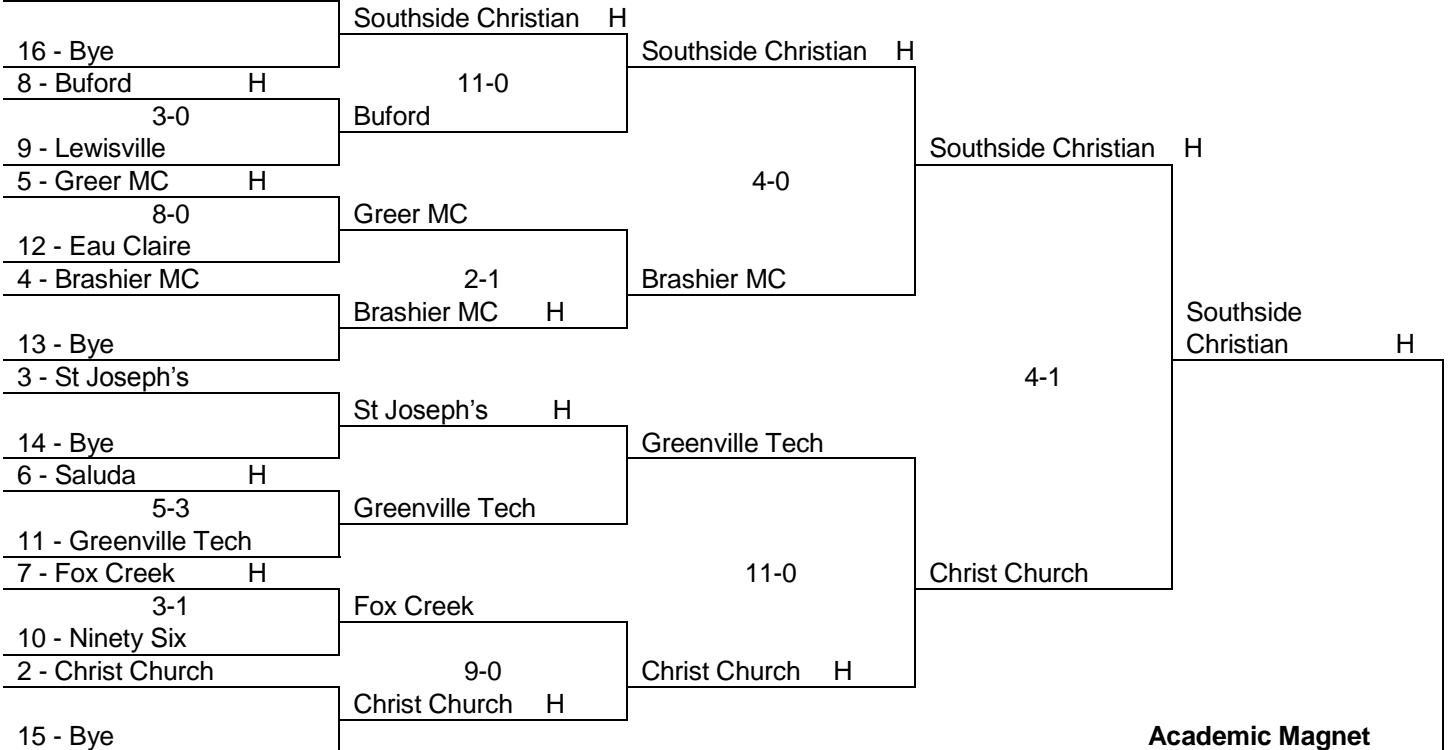 Southside Christian H
16 - Bye Southside Christian H
8 - Buford H 11-0
3-0 Buford
9 - Lewisville Southside Christian H
5 - Greer MC H 4-0
8-0 Greer MC
12 - Eau Claire
4 - Brashier MC 2-1 Brashier MC
Brashier MC H Southside
13 - Bye Christian H
3 - St Joseph's 4-1
St Joseph's H
14 - Bye Greenville Tech
6 - Saluda H
5-3 Greenville Tech
11 - Greenville Tech
7 - Fox Creek H 11-0 Christ Church
3-1 Fox Creek
10 - Ninety Six
2 - Christ Church 9-0 Christ Church H
Christ Church H
15 - Bye Academic Magnet